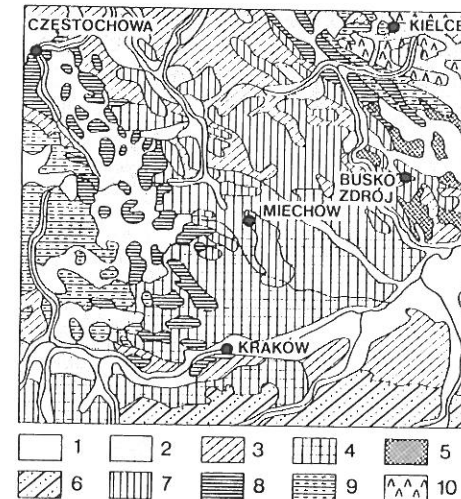 CZĘSTOCHOWA
KIELCE
BUSKO
ZDRÓJ
MIECHÓW
KRAKÓW
1 2 3 4 5
6 7 8 9 10